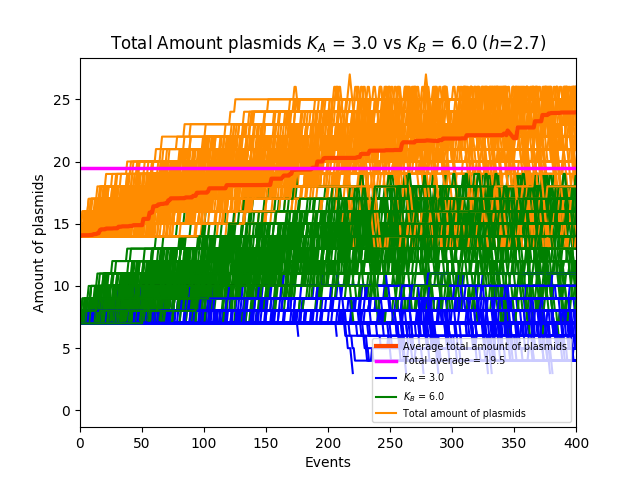 Total Amount plasmids K_A = 3.0 vs K_B = 6.0 (h=2.7)
Amount of plasmids
25
20
15
10
5
0
Average total amount of plasmids
Total average = 19.5
K_A = 3.0
K_B = 6.0
Total amount of plasmids
0 50 100 150 200 250 300 350 400
Events